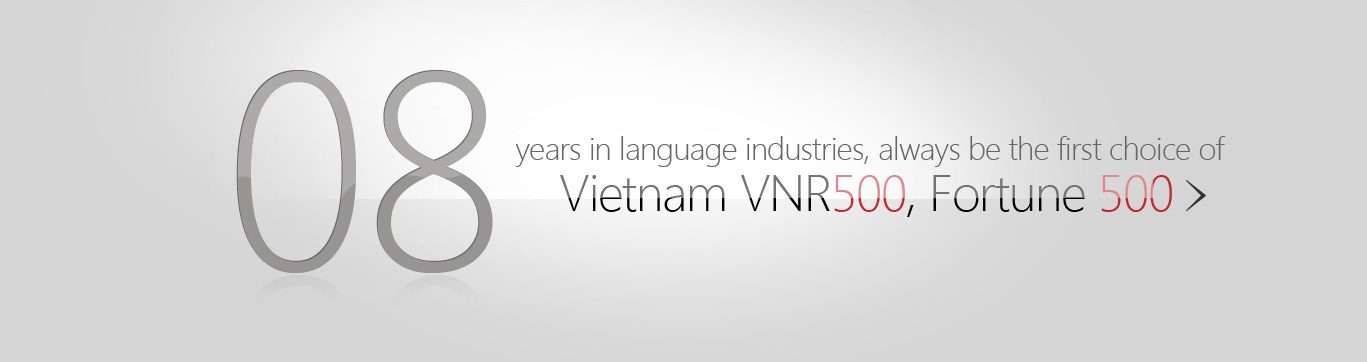 08
years in language industries, always be the first choice of
Vietnam VNR500, Fortune 500 >